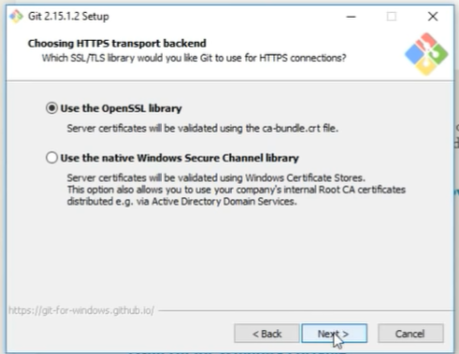 Git 2.15.1.2 Setup
Choosing HTTPS transport backend
Which SSL/TLS library would you like Git to use for HTTPS connections?
Use the OpenSSL library
Server certificates will be validated using the ca-bundle.crt file.
Use the native Windows Secure Channel library
Server certificates will be validated using Windows Certificate Stores.
This option also allows you to use your company's internal Root CA certificates
distributed e.g. via Active Directory Domain Services.
https://git-for-windows.github.io/
< Back
Next >
Cancel